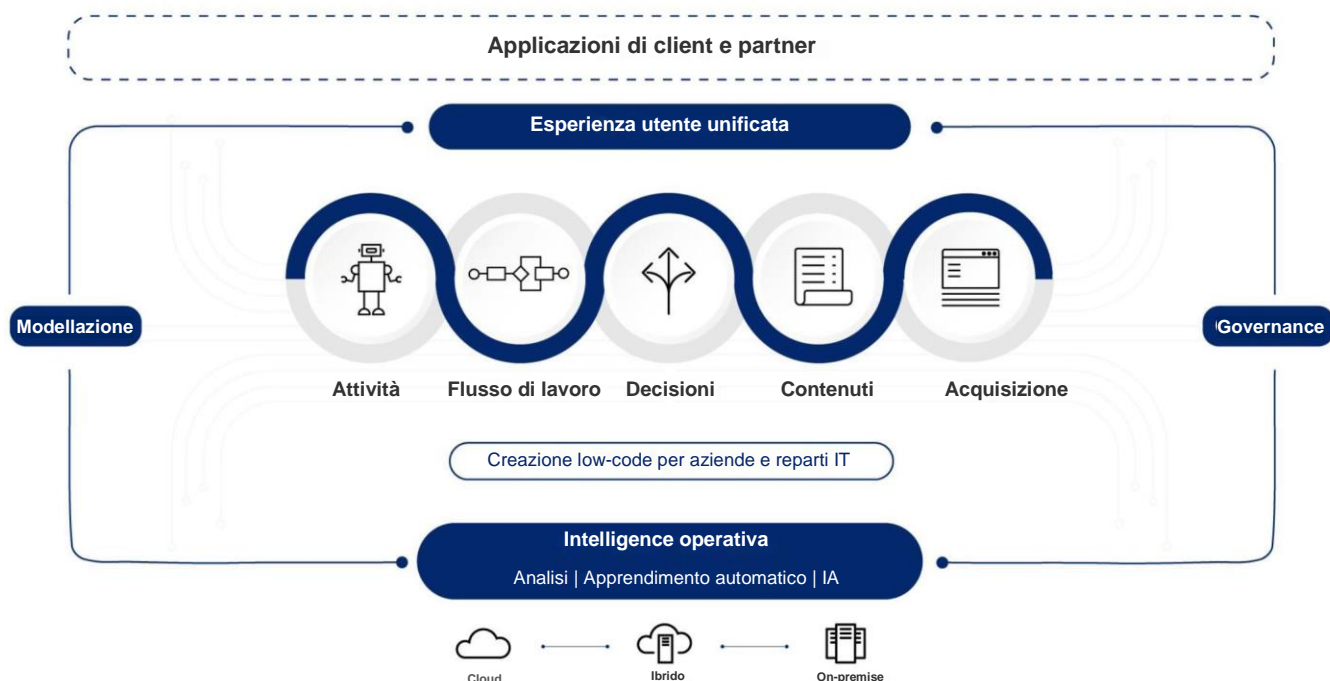 Applicazioni di client e partner
Esperienza utente unificata
Modellazione
Governance
Attività
Flusso di lavoro
Decisioni
Contenuti
Acquisizione
Creazione low-code per aziende e reparti IT
Intelligence operativa
Analisi | Apprendimento automatico | IA
Cloud
Ibrido
On-premise